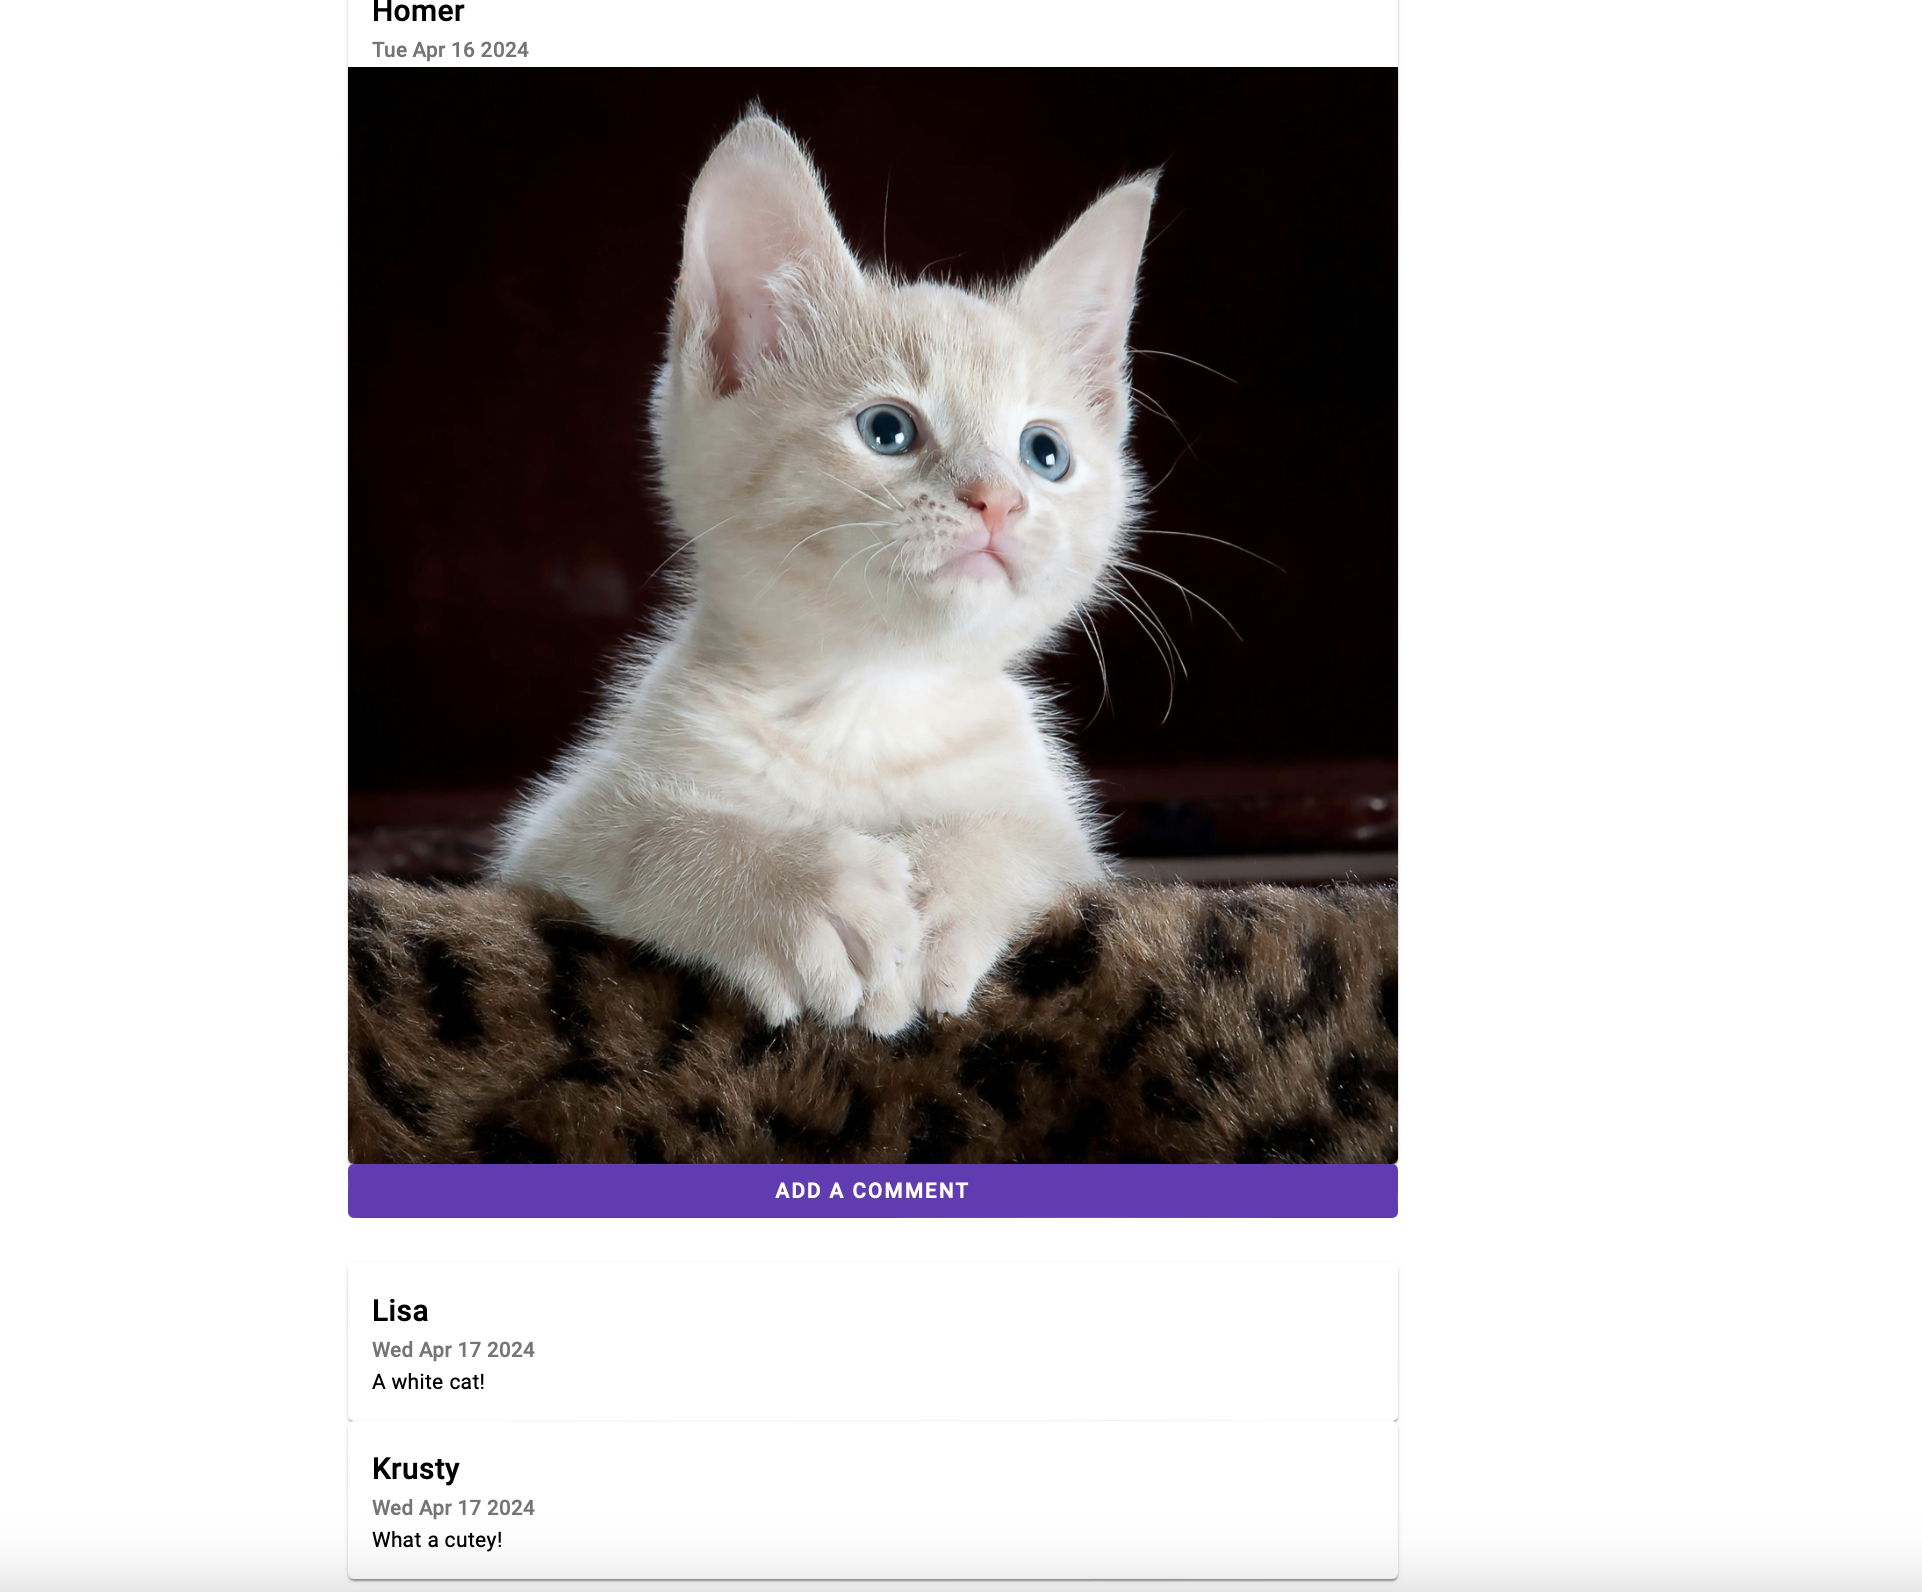 Homer
Tue Apr 16 2024
ADD A COMMENT
Lisa
Wed Apr 17 2024
A white cat!
Krusty
Wed Apr 17 2024
What a cutey!